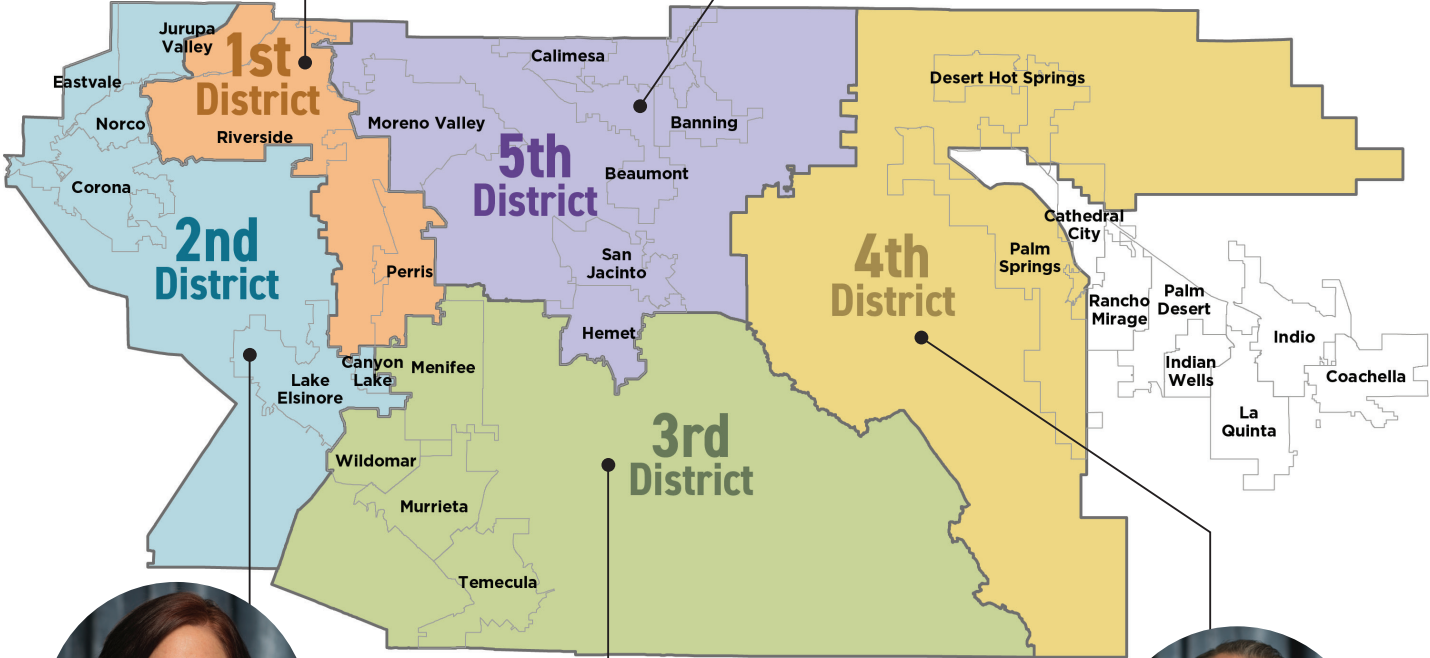 Jurupa
Valley
1st
District
Eastvale
Norco
Riverside
Corona
2nd
District
Perris
Canyon
Lake
Lake
Elsinore
Calimesa
Moreno Valley
Banning
5th
District
Beaumont
San
Jacinto
Hemet
Menifee
3rd
District
Wildomar
Murrieta
Temecula
Desert Hot Springs
4th
District
Palm
Springs
Cathedral
City
Rancho
Mirage
Palm
Desert
Indian
Wells
Indio
Coachella
La
Quinta